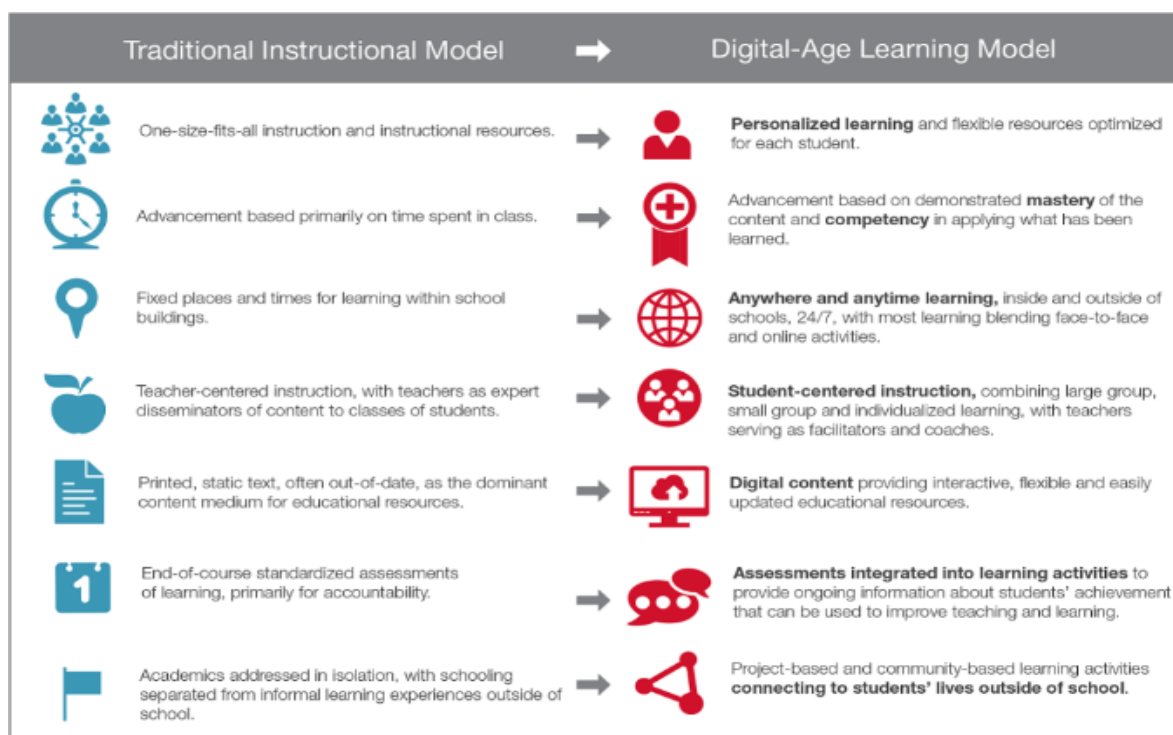 Traditional Instructional Model
Digital-Age Learning Model
One-size-fits-all instruction and instructional resources.
Personalized learning and flexible resources optimized
for each student.
Advancement based primarily on time spent in class.
Advancement based on demonstrated mastery of the
content and competency in applying what has been
learned.
Fixed places and times for learning within school
buildings.
Anywhere and anytime learning, inside and outside of
schools, 24/7, with most learning blending face-to-face
and online activities.
Teacher-centered instruction, with teachers as expert
disseminators of content to classes of students.
Student-centered instruction, combining large group,
small group and individualized learning, with teachers
serving as facilitators and coaches.
Printed, static text, often out-of-date, as the dominant
content medium for educational resources.
Digital content providing interactive, flexible and easily
updated educational resources.
1
End-of-course standardized assessments
of learning, primarily for accountability.
Assessments integrated into learning activities to
provide ongoing information about students' achievement
that can be used to improve teaching and learning.
Academics addressed in isolation, with schooling
separated from informal learning experiences outside of
school.
Project-based and community-based learning activities
connecting to students' lives outside of school.